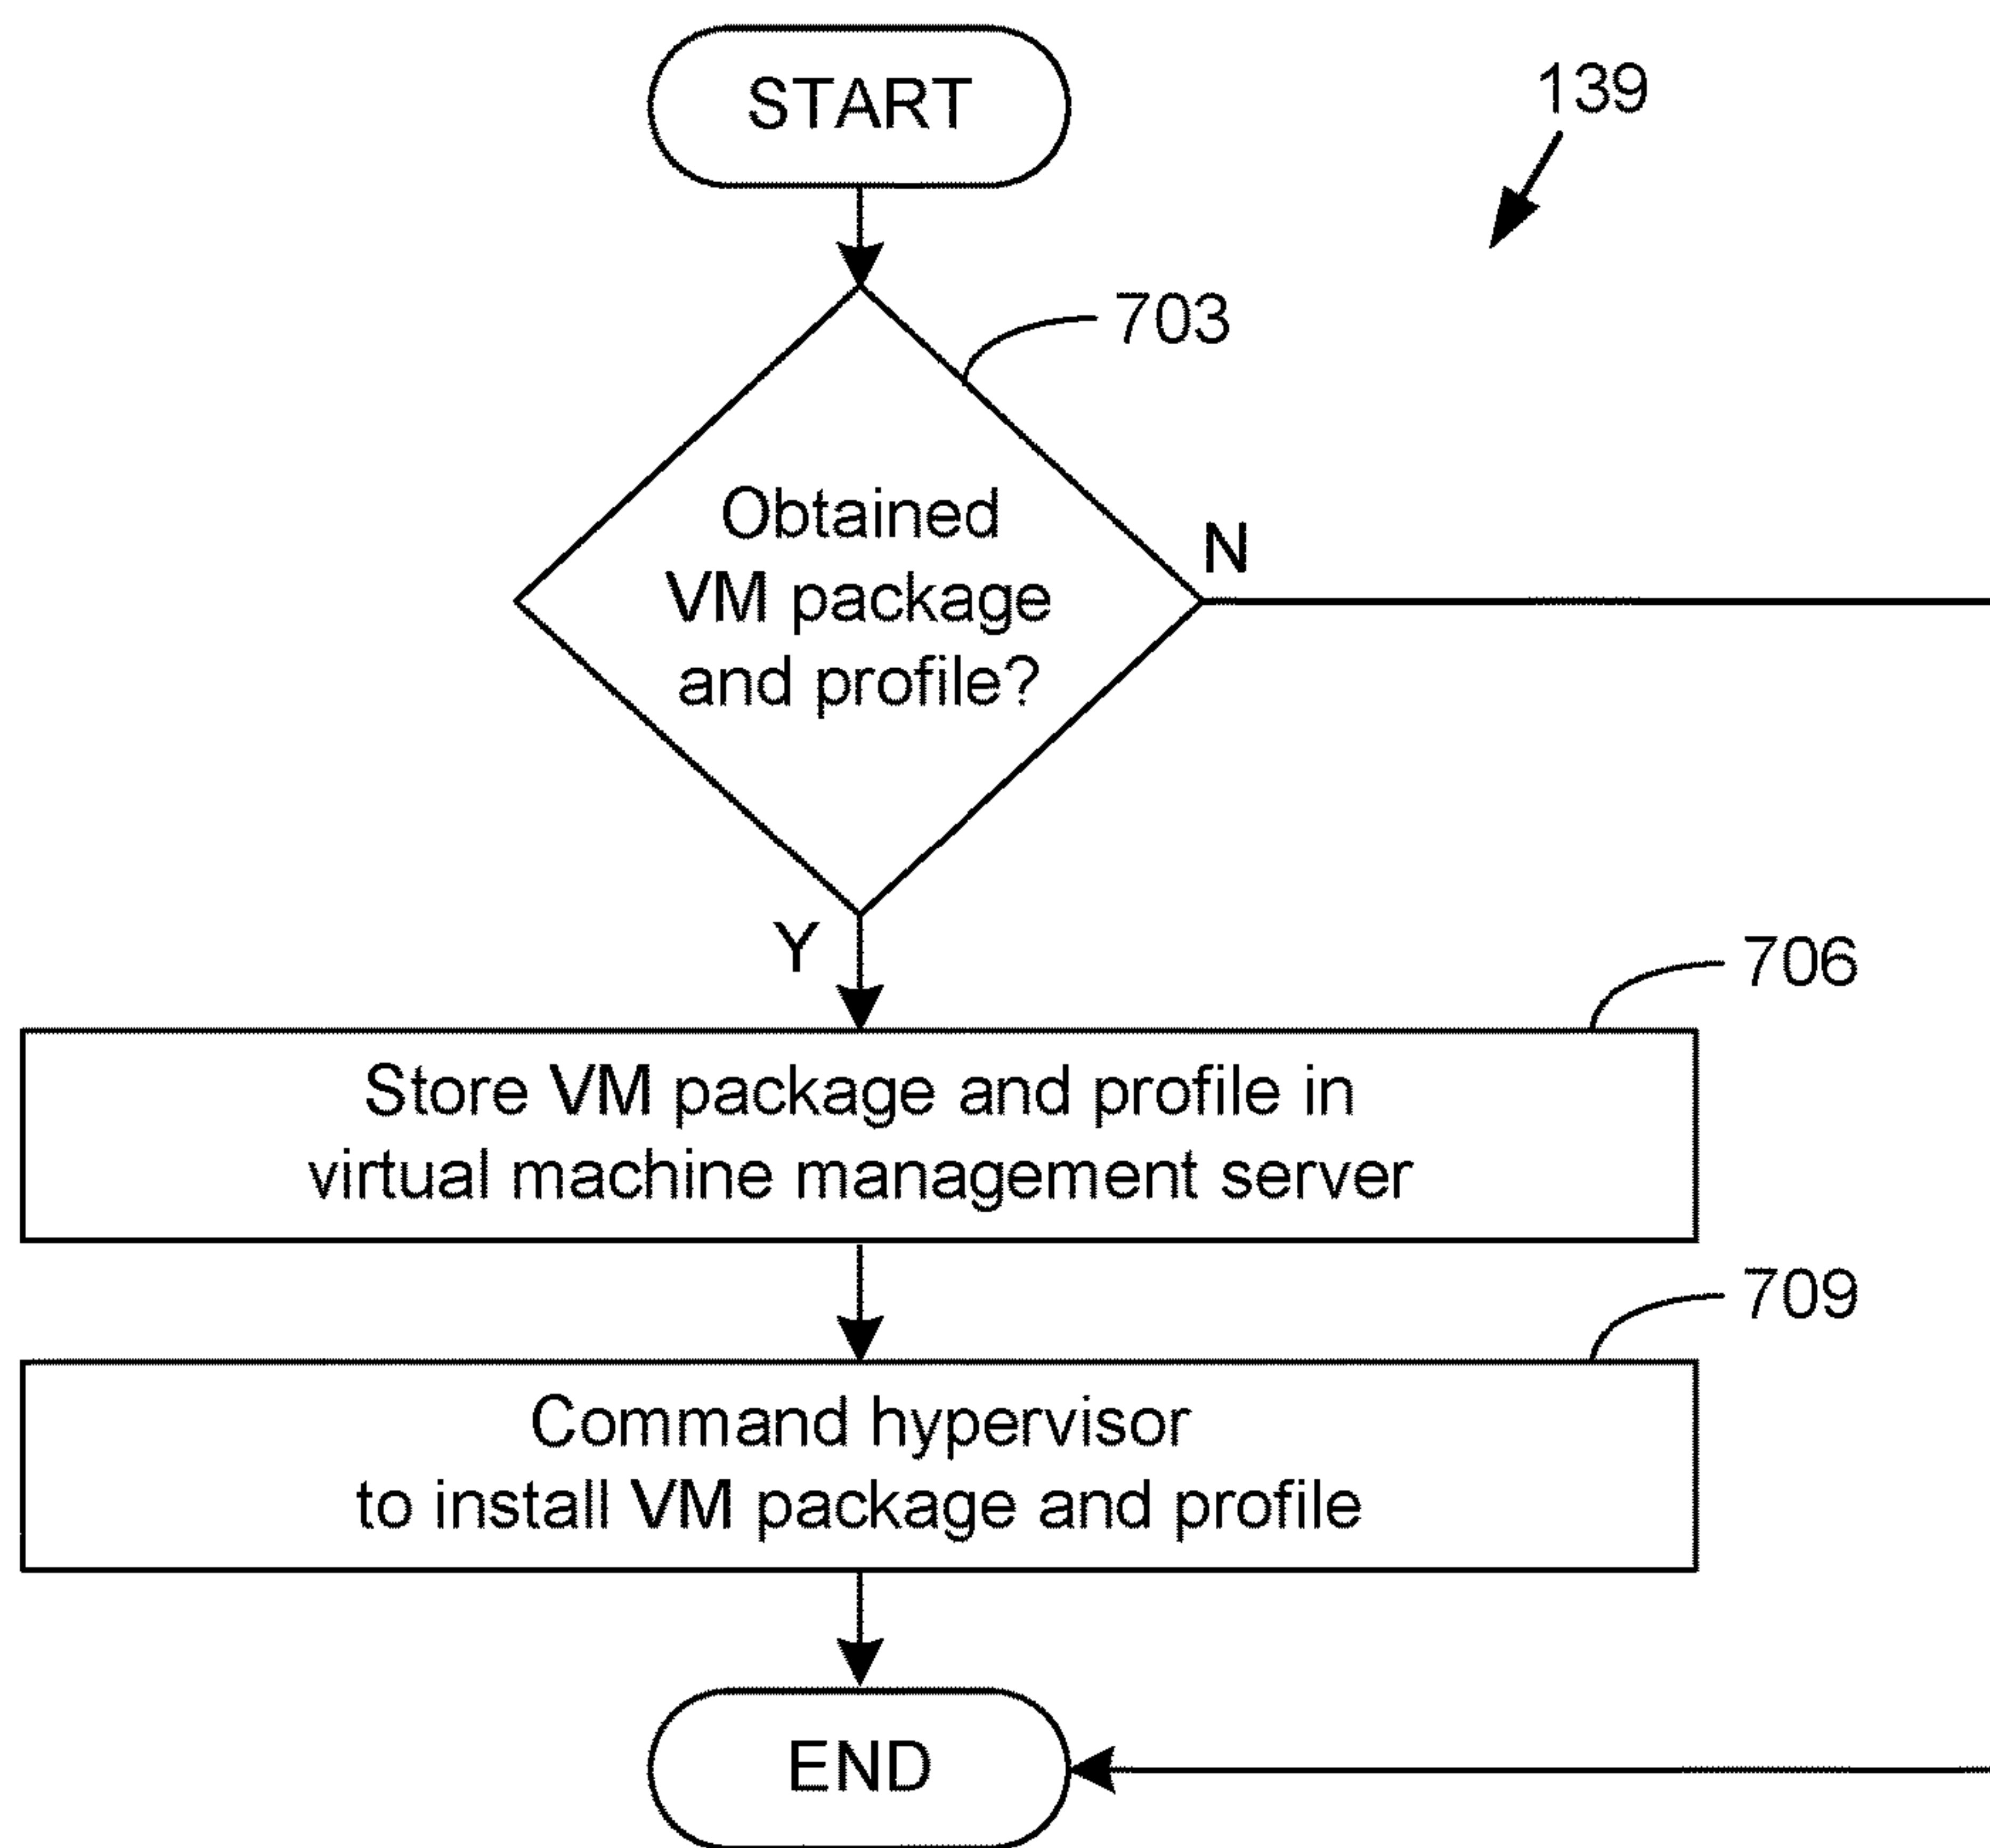 START
139
703
Obtained
VM package
and profile?
N
Y
706
Store VM package and profile in
virtual machine management server
709
Command hypervisor
to install VM package and profile
END